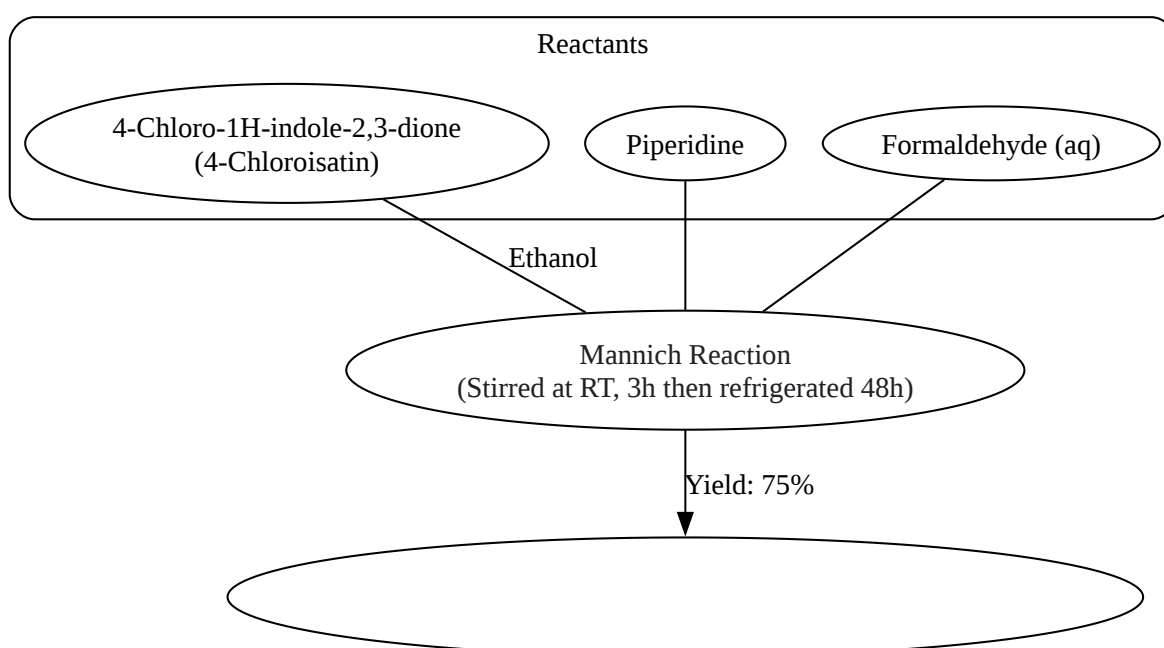 Reactants
4-Chloro-1H-indole-2,3-dione
(4-Chloroisatin)
Piperidine
Formaldehyde (aq)
Ethanol
Mannich Reaction
(Stirred at RT, 3h then refrigerated 48h)
Yield: 75%